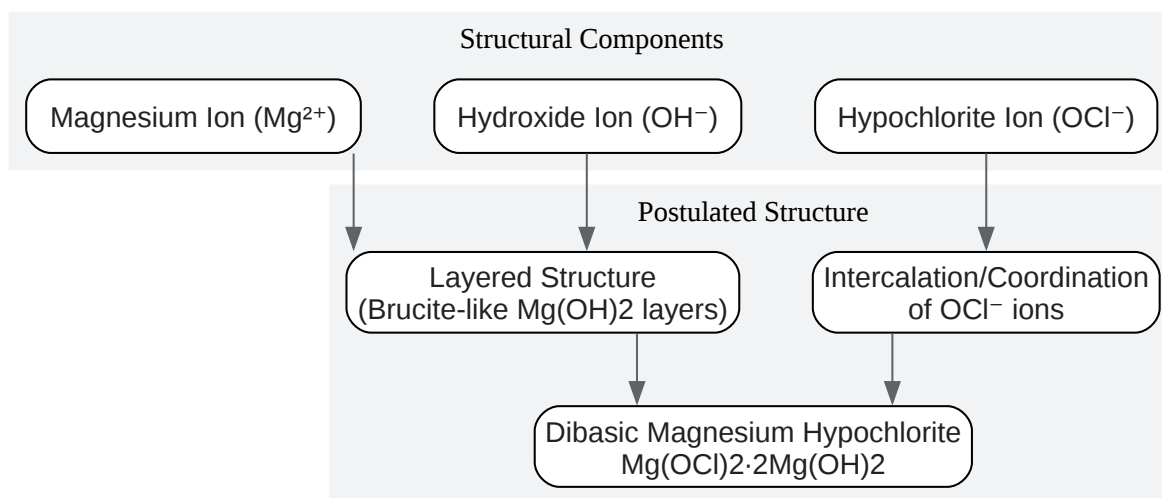 Structural Components
Magnesium Ion (Mg²⁺)
Hydroxide Ion (OH⁻)
Hypochlorite Ion (OCl⁻)
Postulated Structure
Layered Structure
(Brucite-like Mg(OH)2 layers)
Intercalation/Coordination
of OCl⁻ ions
Dibasic Magnesium Hypochlorite
Mg(OCl)2·2Mg(OH)2